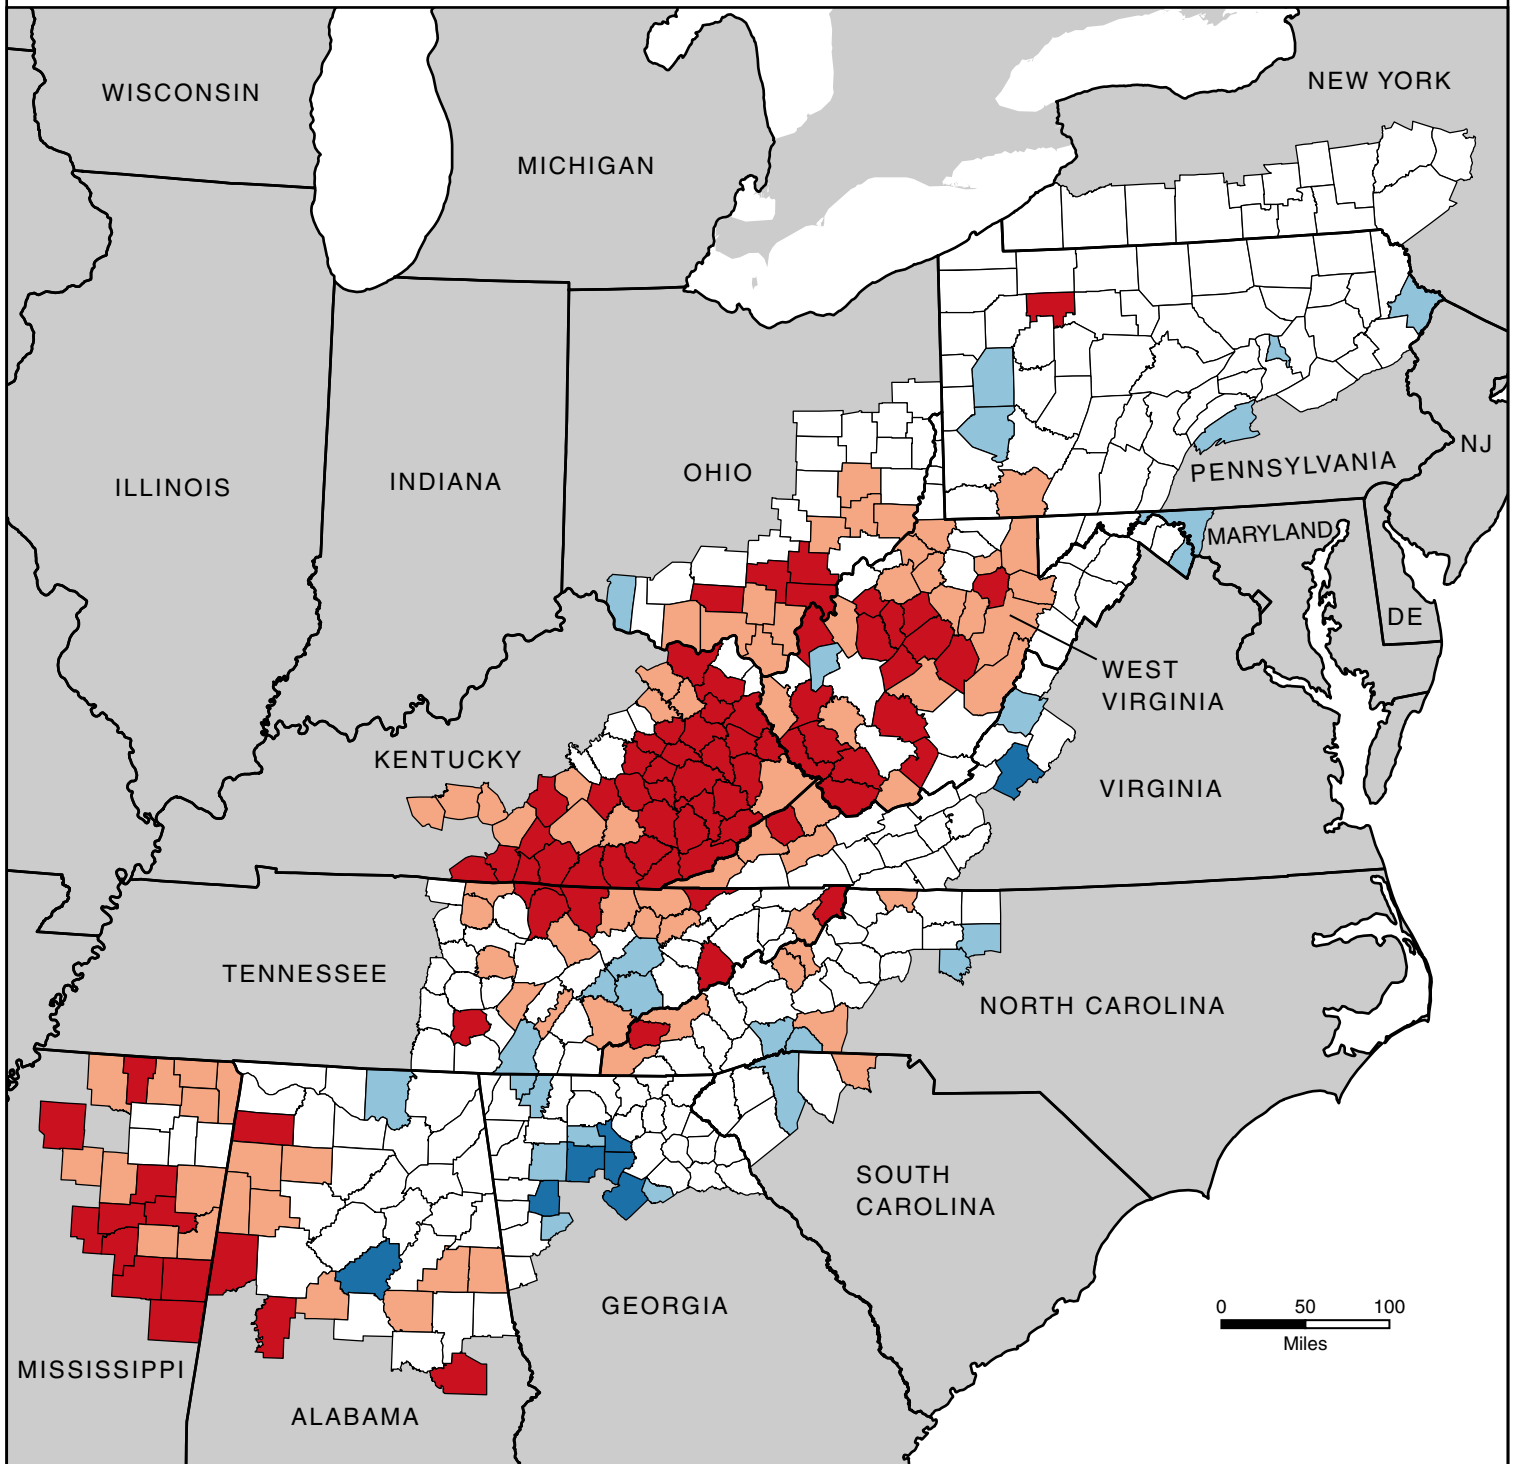 NEW YORK
WISCONSIN
MICHIGAN
NJ
OHIO
PENNSYLVANIA
INDIANA
ILLINOIS
MARYLAND
DE
WEST
VIRGINIA
KENTUCKY
VIRGINIA
TENNESSEE
NORTH CAROLINA
SOUTH
CAROLINA
GEORGIA
0 50 100
Miles
MISSISSIPPI
ALABAMA